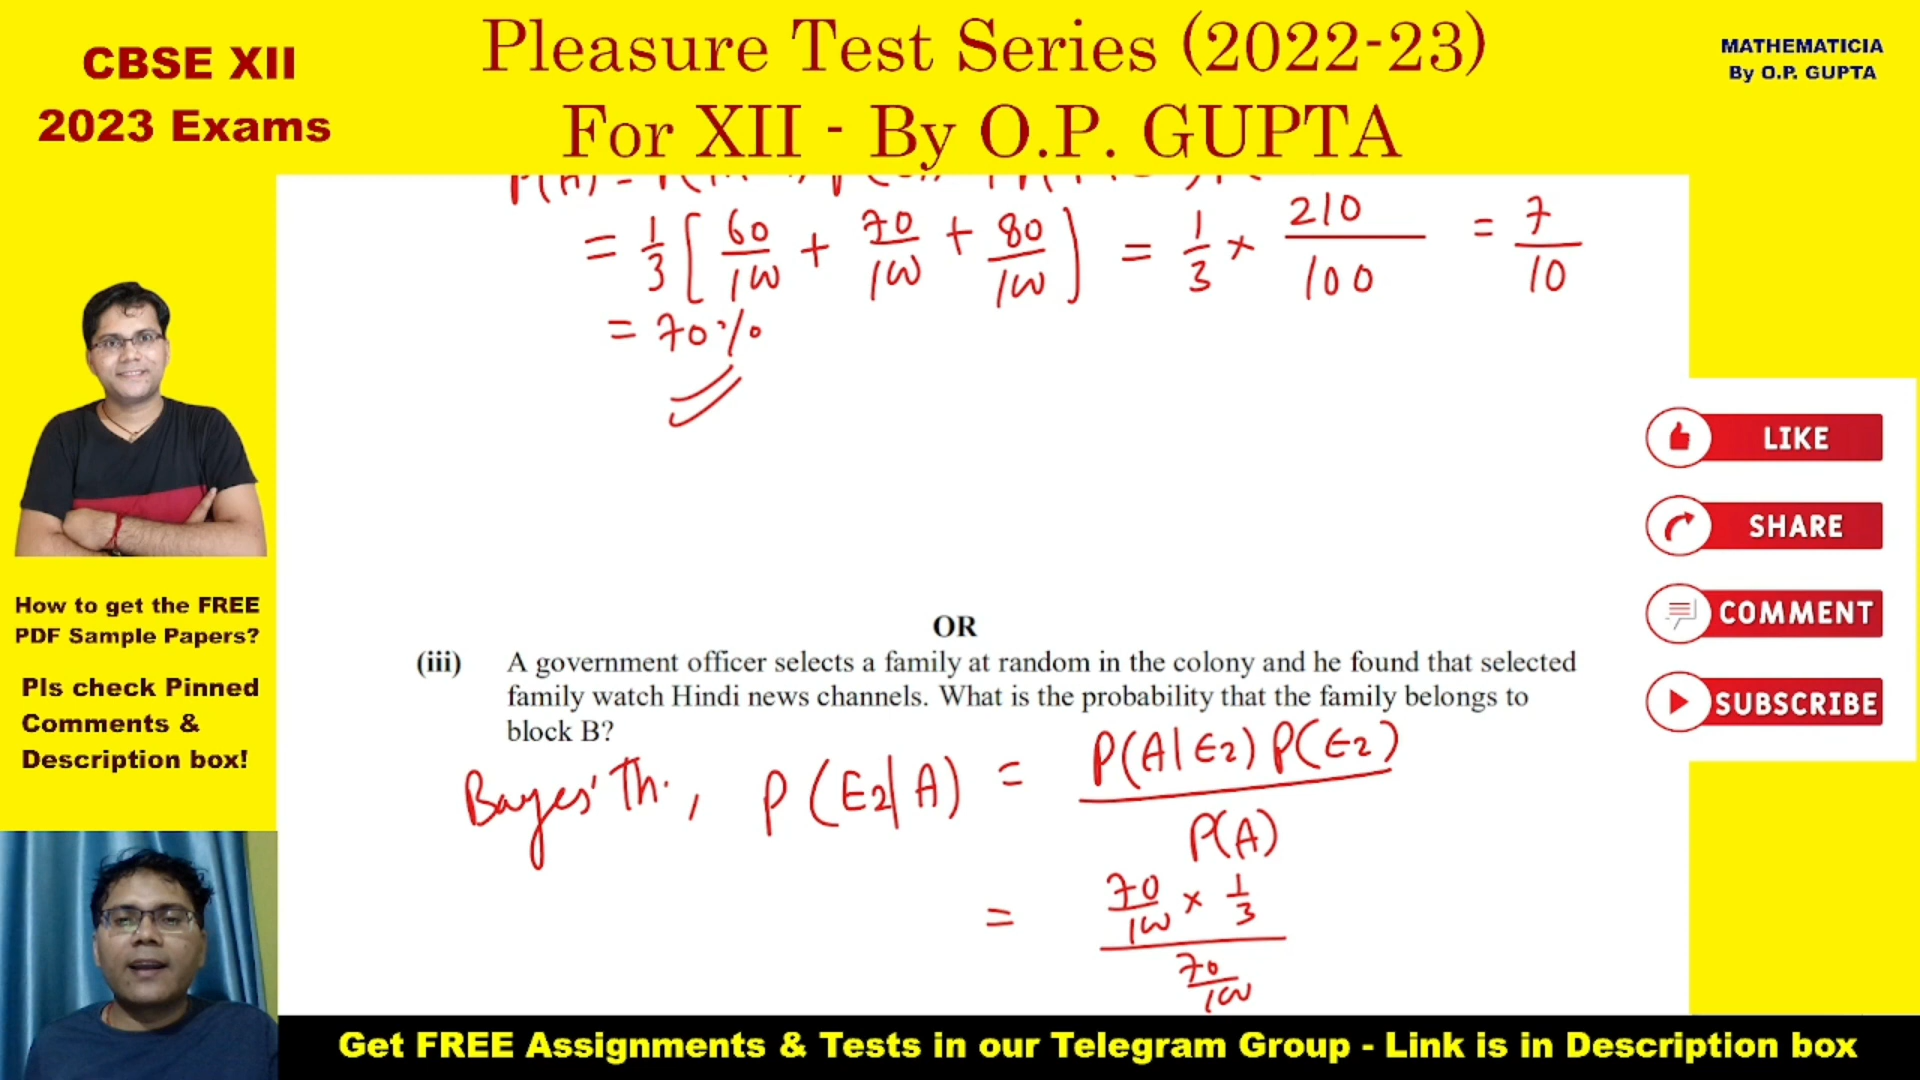 CBSE XII
2023 Exams
Pleasure Test Series (2022-23)
For XII - By O.P. GUPTA
MATHEMATICIA
By O.P. GUPTA
= 1/3 [ 60/100 + 70/100 + 80/100 ] = 1/3 × 210/100 = 7/10
= 70%
OR
(iii) A government officer selects a family at random in the colony and he found that selected
family watch Hindi news channels. What is the probability that the family belongs to
block B?
Bayes' Th., P(E2|A) = P(A|E2) P(E2) / P(A)
= 70/100 × 1/3 / 70/100
How to get the FREE
PDF Sample Papers?
Pls check Pinned
Comments &
Description box!
LIKE
SHARE
COMMENT
SUBSCRIBE
Get FREE Assignments & Tests in our Telegram Group - Link is in Description box